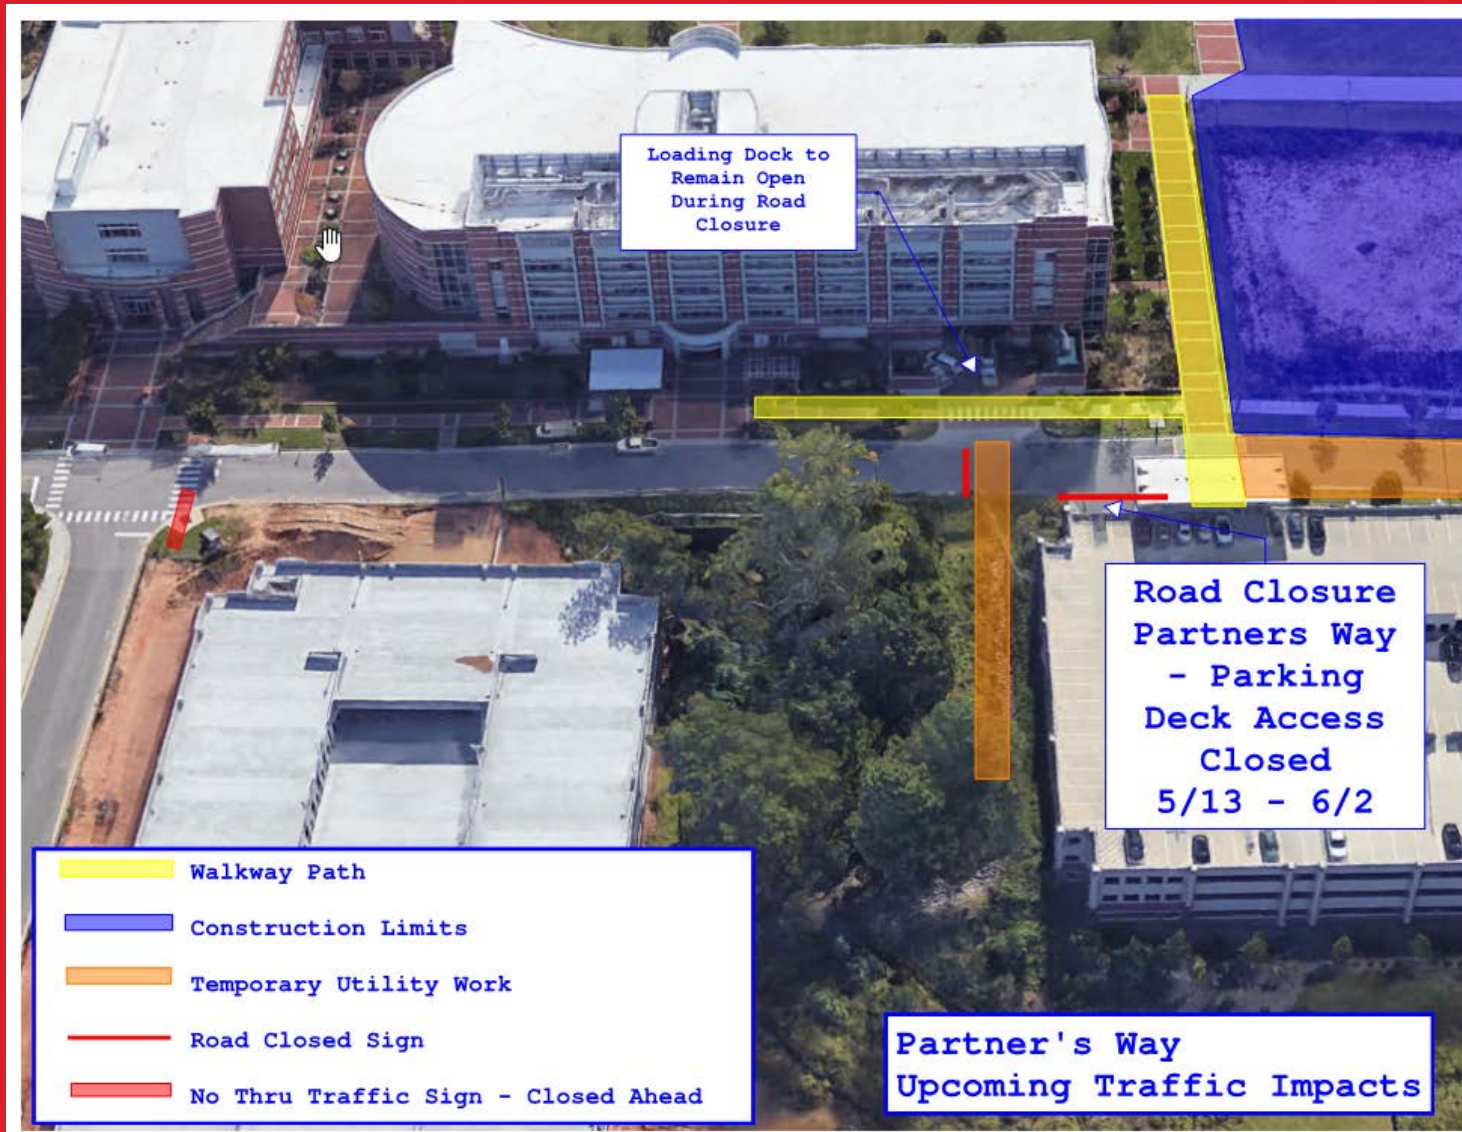 Loading Dock to
Remain Open
During Road
Closure
Road Closure
Partners Way
- Parking
Deck Access
Closed
5/13 - 6/2
Walkway Path
Construction Limits
Temporary Utility Work
Road Closed Sign
No Thru Traffic Sign - Closed Ahead
Partner's Way
Upcoming Traffic Impacts